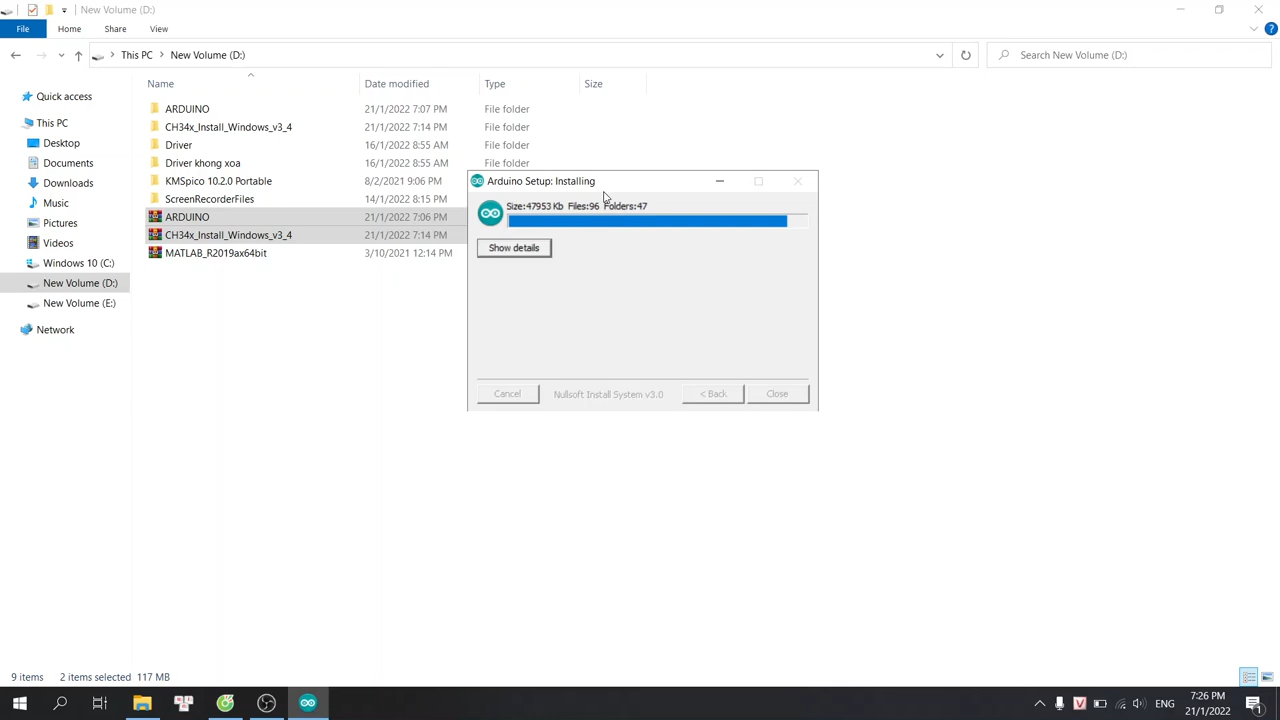 New Volume (D:)
File Home Share View
This PC New Volume (D:) Search New Volume (D:)
Name Date modified Type Size
Quick access
This PC
Desktop
Documents
Downloads
Music
Pictures
Videos
Windows 10 (C:)
New Volume (D:)
New Volume (E:)
Network
ARDUINO 21/1/2022 7:07 PM File folder
CH34x_Install_Windows_v3_4 21/1/2022 7:14 PM File folder
Driver 16/1/2022 8:55 AM File folder
Driver khong xoa 16/1/2022 8:55 AM File folder
KMSpico 10.2.0 Portable 8/2/2021 9:06 PM
ScreenRecorderFiles 14/1/2022 8:15 PM
ARDUINO 21/1/2022 7:06 PM
CH34x_Install_Windows_v3_4 21/1/2022 7:14 PM
MATLAB_R2019ax64bit 3/10/2021 12:14 PM
Arduino Setup: Installing
Size:47953 Kb Files:96 Folders:47
Show details
Cancel Nullsoft Install System v3.0 < Back Close
9 items 2 items selected 117 MB
ENG
7:26 PM
21/1/2022